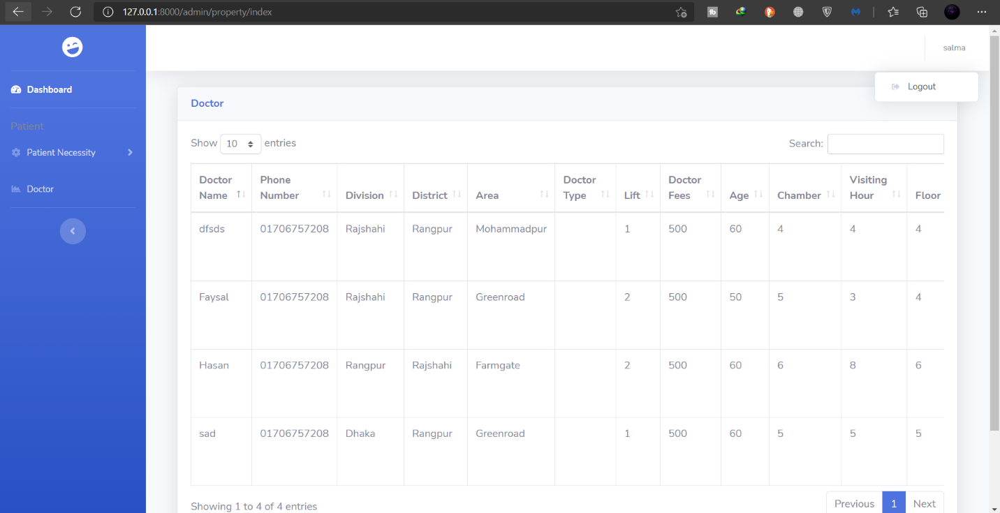 127.0.0.1:8000/admin/property/index
salma
Logout
Dashboard
Patient
Patient Necessity
Doctor
Doctor
Show 10 entries
Search:
Doctor Name Phone Number Division District Area Doctor Type Lift Doctor Fees Age Chamber Visiting Hour Floor
dfsds 01706757208 Rajshahi Rangpur Mohammadpur 1 500 60 4 4 4
Faysal 01706757208 Rajshahi Rangpur Greenroad 2 500 50 5 3 4
Hasan 01706757208 Rangpur Rajshahi Farmgate 2 500 60 6 8 6
sad 01706757208 Dhaka Rangpur Greenroad 1 500 60 5 5 5
Showing 1 to 4 of 4 entries
Previous 1 Next